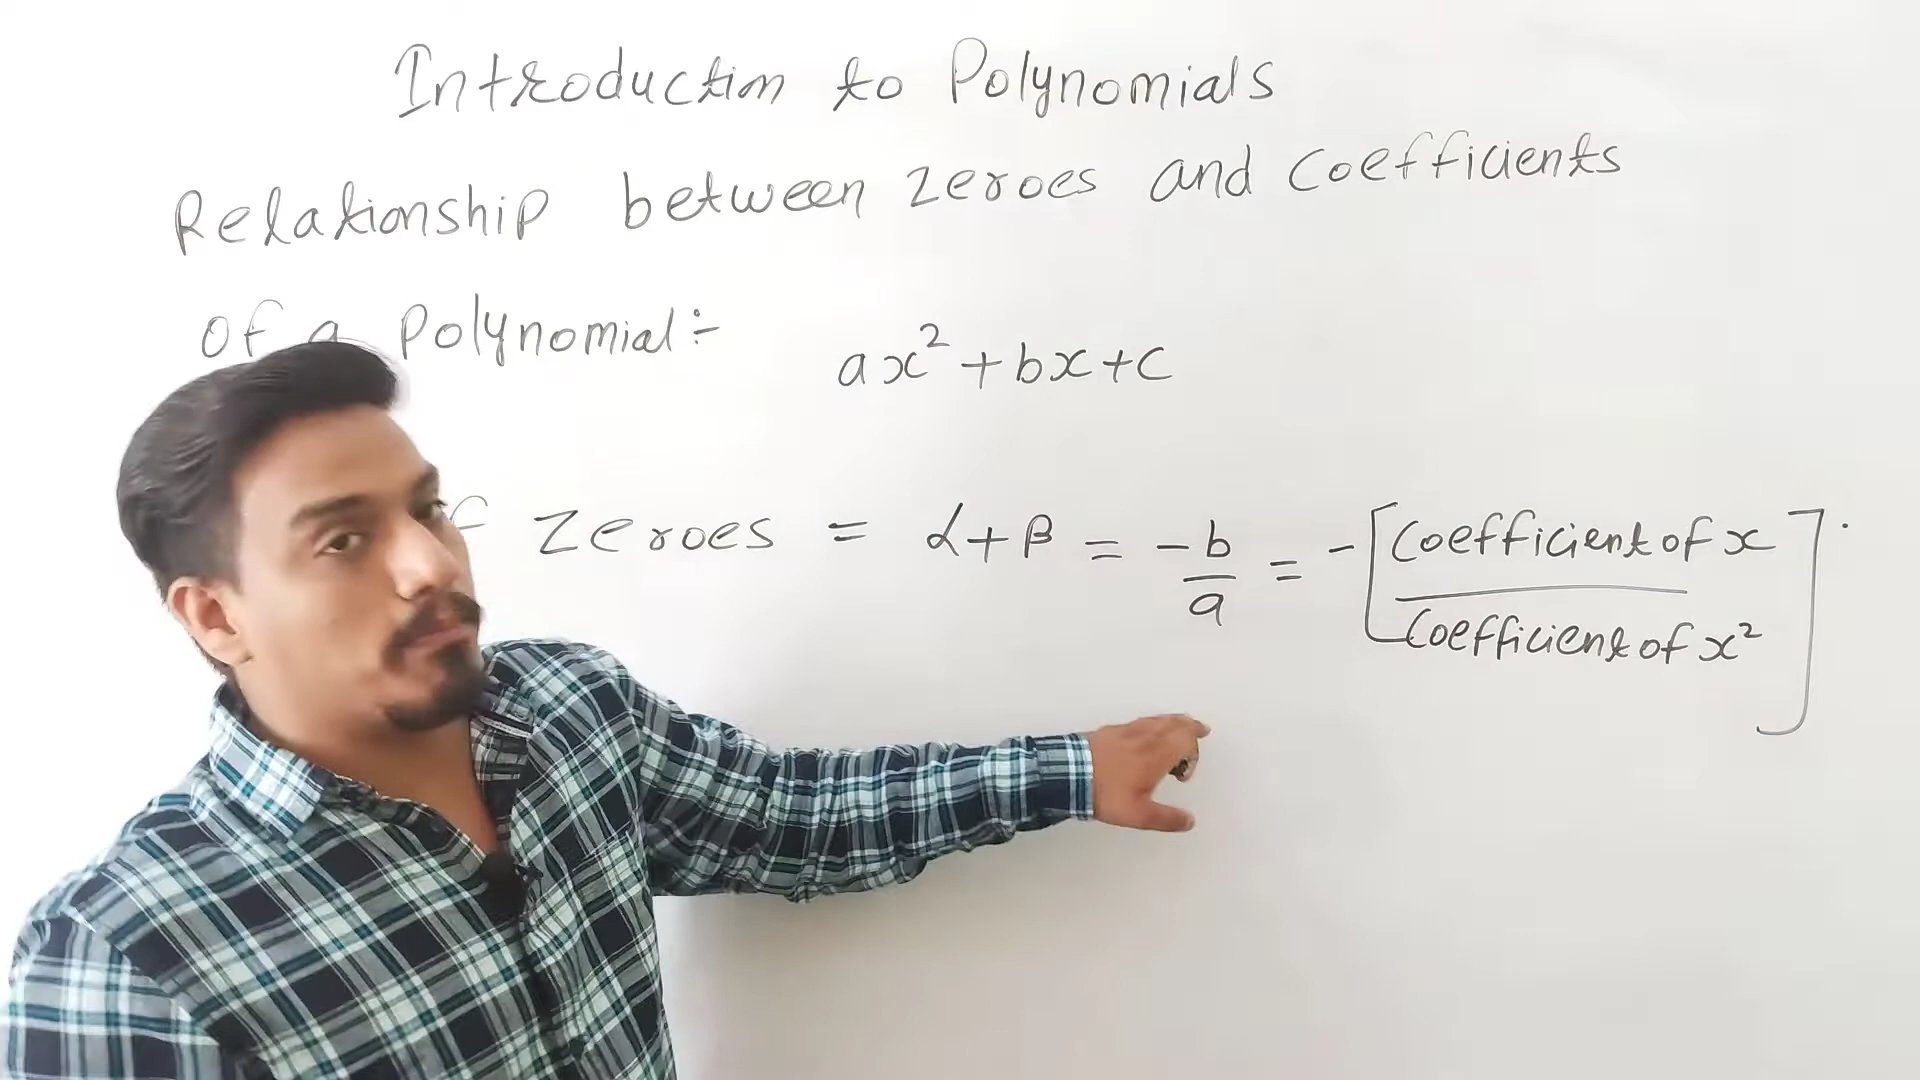 Introduction to Polynomials
Relationship between zeroes and coefficients
of a polynomial:-
ax² + bx + c
f zeroes = α + β = -b/a = -[coefficient of x / coefficient of x²].